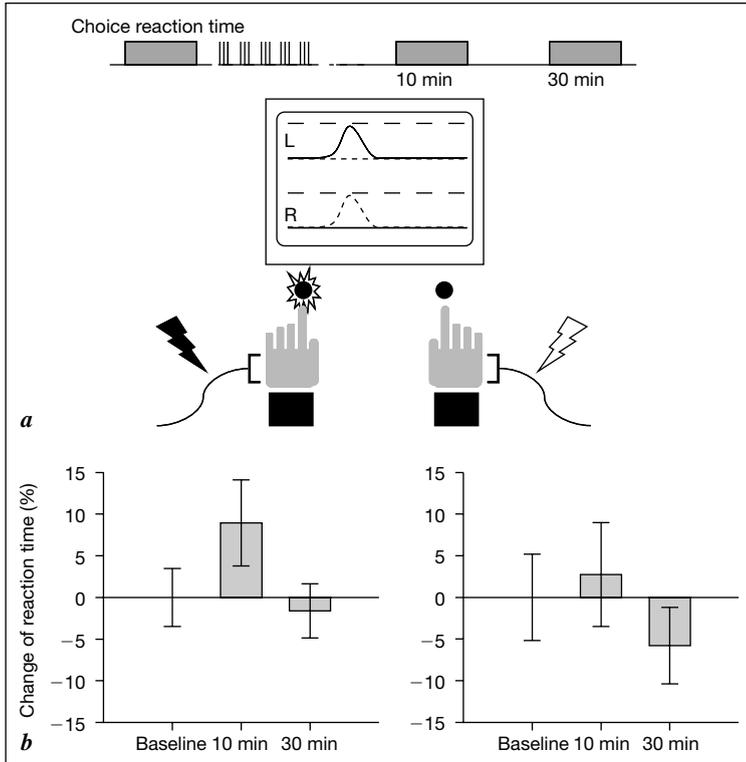 Choice reaction time
10 min 30 min
L
R
a
Change of reaction time (%)
15
10
5
0
−5
−10
−15
Baseline 10 min 30 min
15
10
5
0
−5
−10
−15
Baseline 10 min 30 min
b